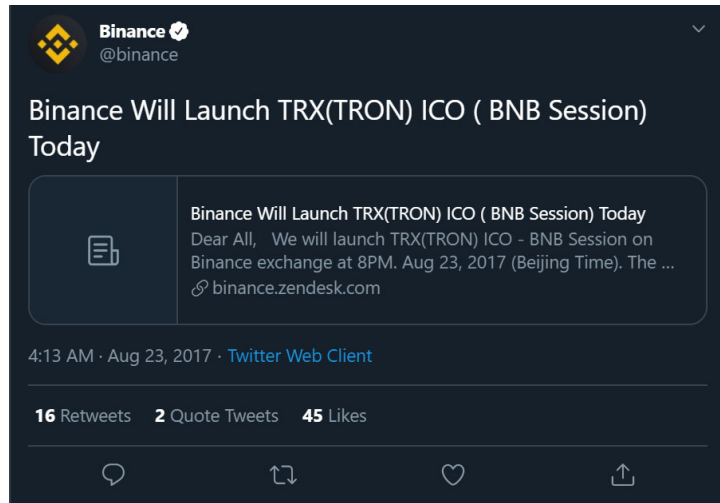 Binance
@binance
Binance Will Launch TRX(TRON) ICO ( BNB Session)
Today
Binance Will Launch TRX(TRON) ICO ( BNB Session) Today
Dear All,   We will launch TRX(TRON) ICO - BNB Session on
Binance exchange at 8PM. Aug 23, 2017 (Beijing Time). The ...
binance.zendesk.com
4:13 AM · Aug 23, 2017 · Twitter Web Client
16 Retweets 2 Quote Tweets 45 Likes